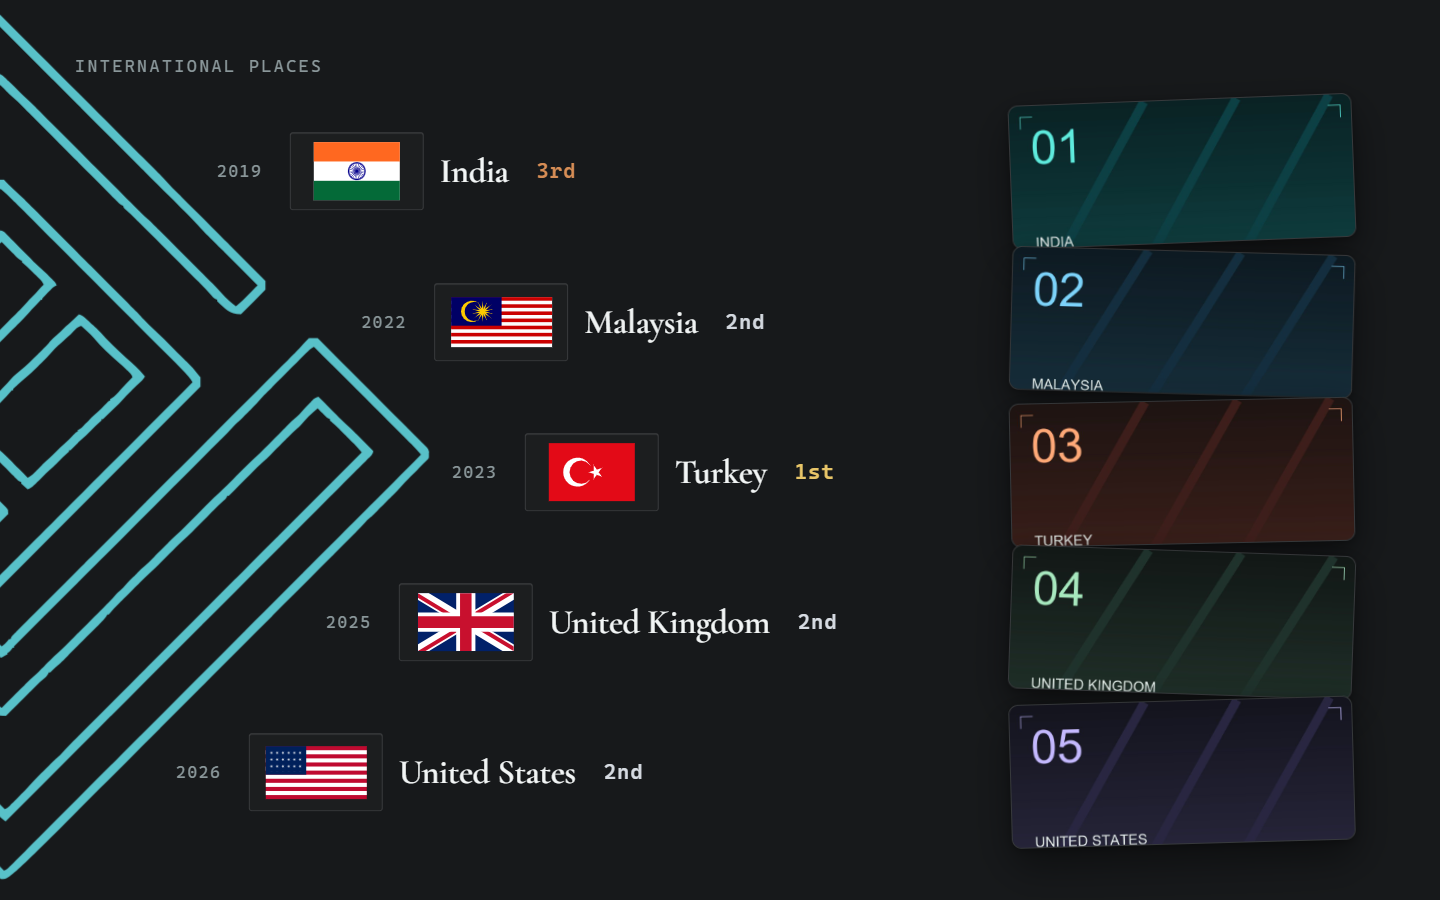 INTERNATIONAL PLACES
2019 India 3rd
2022 Malaysia 2nd
2023 Turkey 1st
2025 United Kingdom 2nd
2026 United States 2nd
01
INDIA
02
MALAYSIA
03
TURKEY
04
UNITED KINGDOM
05
UNITED STATES